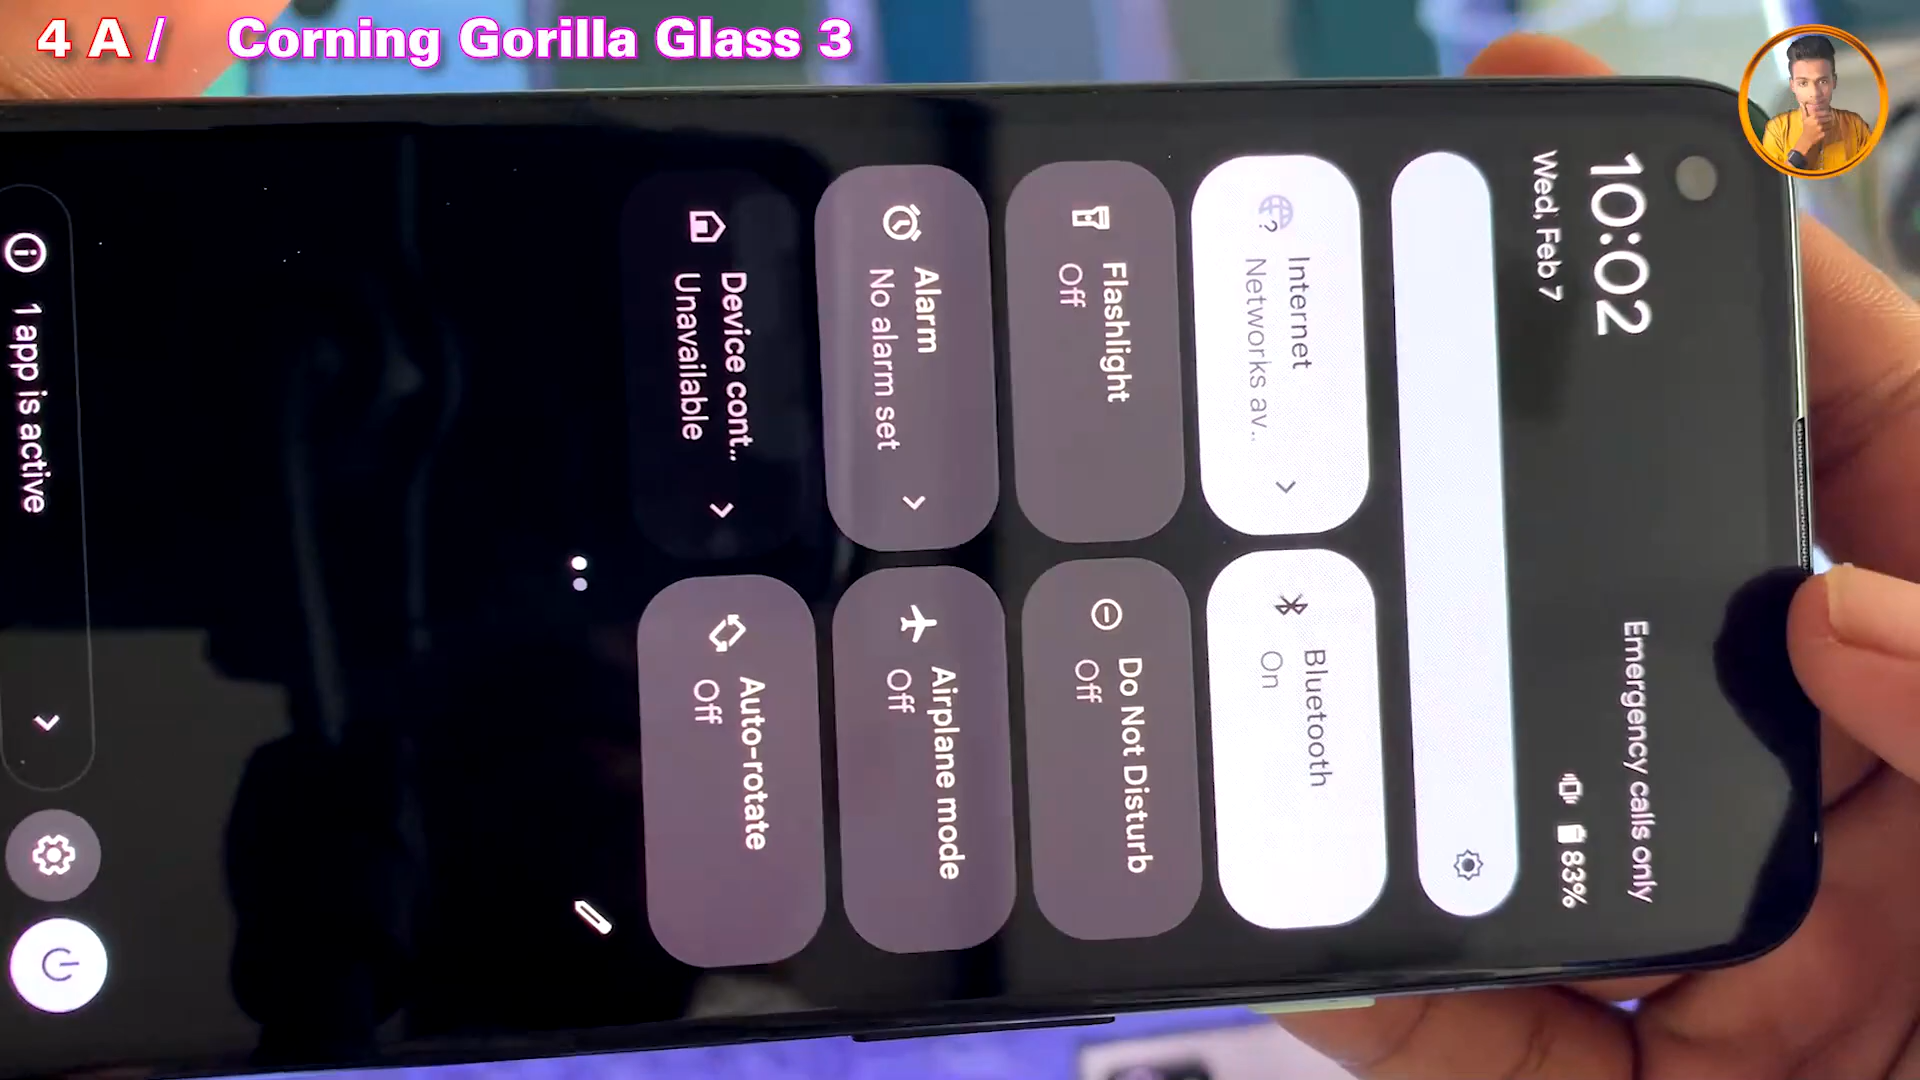 4 A / Corning Gorilla Glass 3
10:02
Wed, Feb 7
Emergency calls only
83%
Internet
Networks av..
Bluetooth
On
Flashlight
Off
Do Not Disturb
Off
Alarm
No alarm set
Airplane mode
Off
Device cont..
Unavailable
Auto-rotate
Off
1 app is active